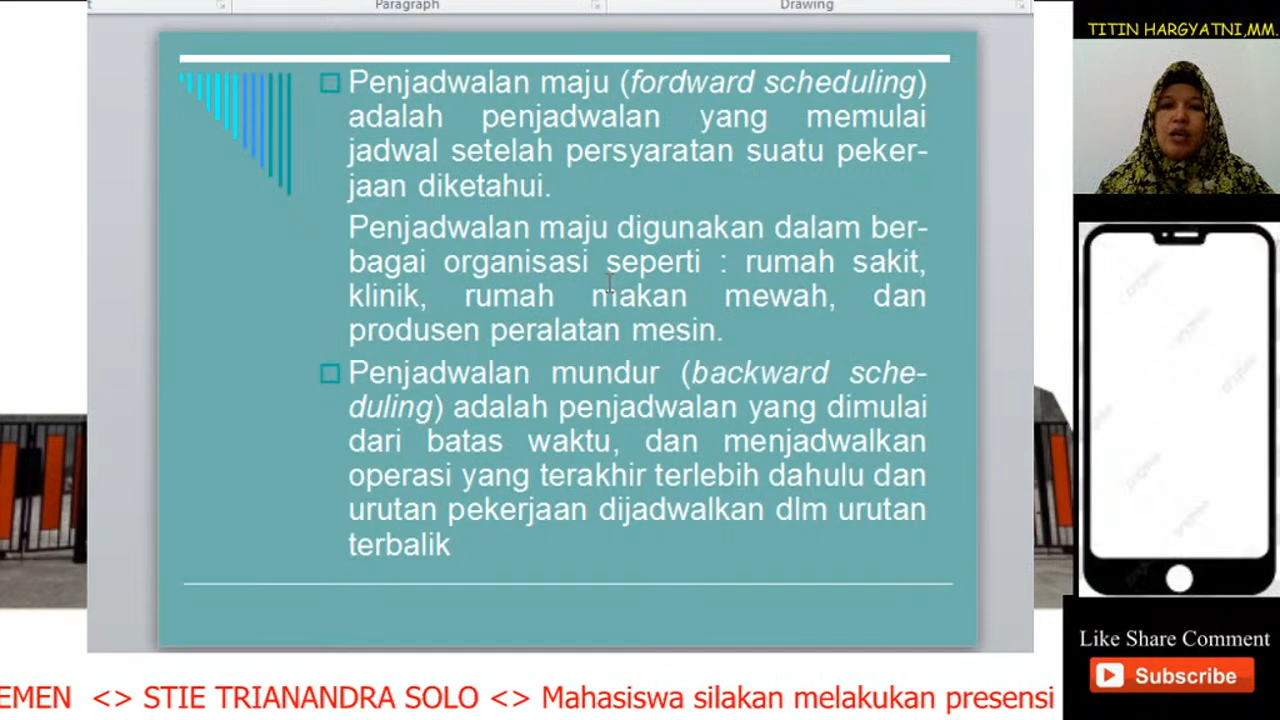 Paragraph
Drawing
TITIN HARGYATNI,MM.
Penjadwalan maju (fordward scheduling)
adalah penjadwalan yang memulai
jadwal setelah persyaratan suatu peker-
jaan diketahui.
Penjadwalan maju digunakan dalam ber-
bagai organisasi seperti : rumah sakit,
klinik, rumah makan mewah, dan
produsen peralatan mesin.
Penjadwalan mundur (backward sche-
duling) adalah penjadwalan yang dimulai
dari batas waktu, dan menjadwalkan
operasi yang terakhir terlebih dahulu dan
urutan pekerjaan dijadwalkan dlm urutan
terbalik
Like Share Comment
Subscribe
EMEN <> STIE TRIANANDRA SOLO <> Mahasiswa silakan melakukan presensi